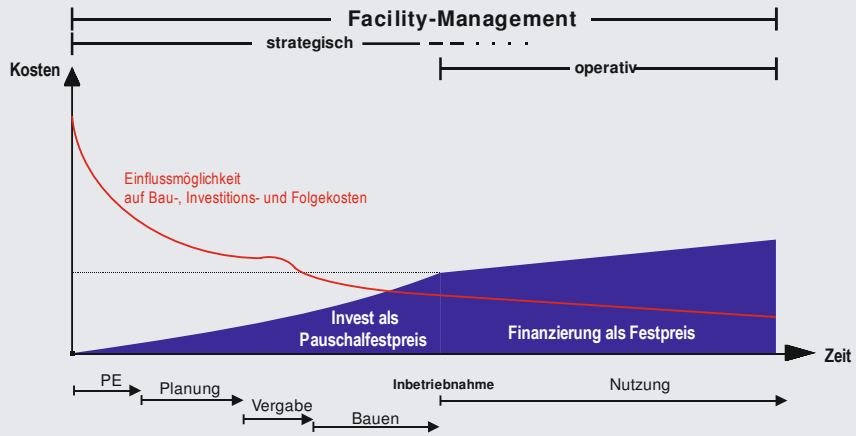 Facility-Management
strategisch
operativ
Kosten
Einflussmöglichkeit
auf Bau-, Investitions- und Folgekosten
Invest als
Pauschalfestpreis
Finanzierung als Festpreis
Zeit
PE
Planung
Vergabe
Bauen
Inbetriebnahme
Nutzung